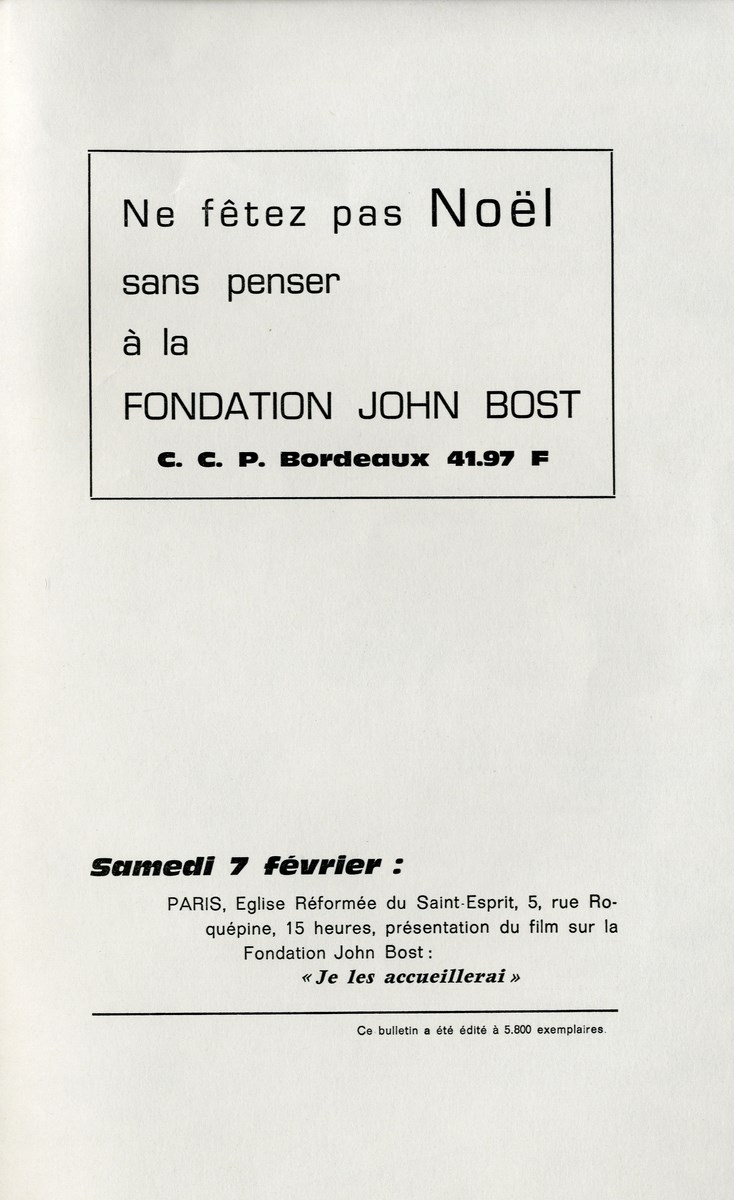 Ne fêtez pas Noël
sans penser
à la
FONDATION JOHN BOST
C. C. P. Bordeaux 41.97 F
Samedi 7 février :
PARIS, Eglise Réformée du Saint-Esprit, 5, rue Ro-
quépine, 15 heures, présentation du film sur la
Fondation John Bost :
« Je les accueillerai »
Ce bulletin a été édité à 5.800 exemplaires.